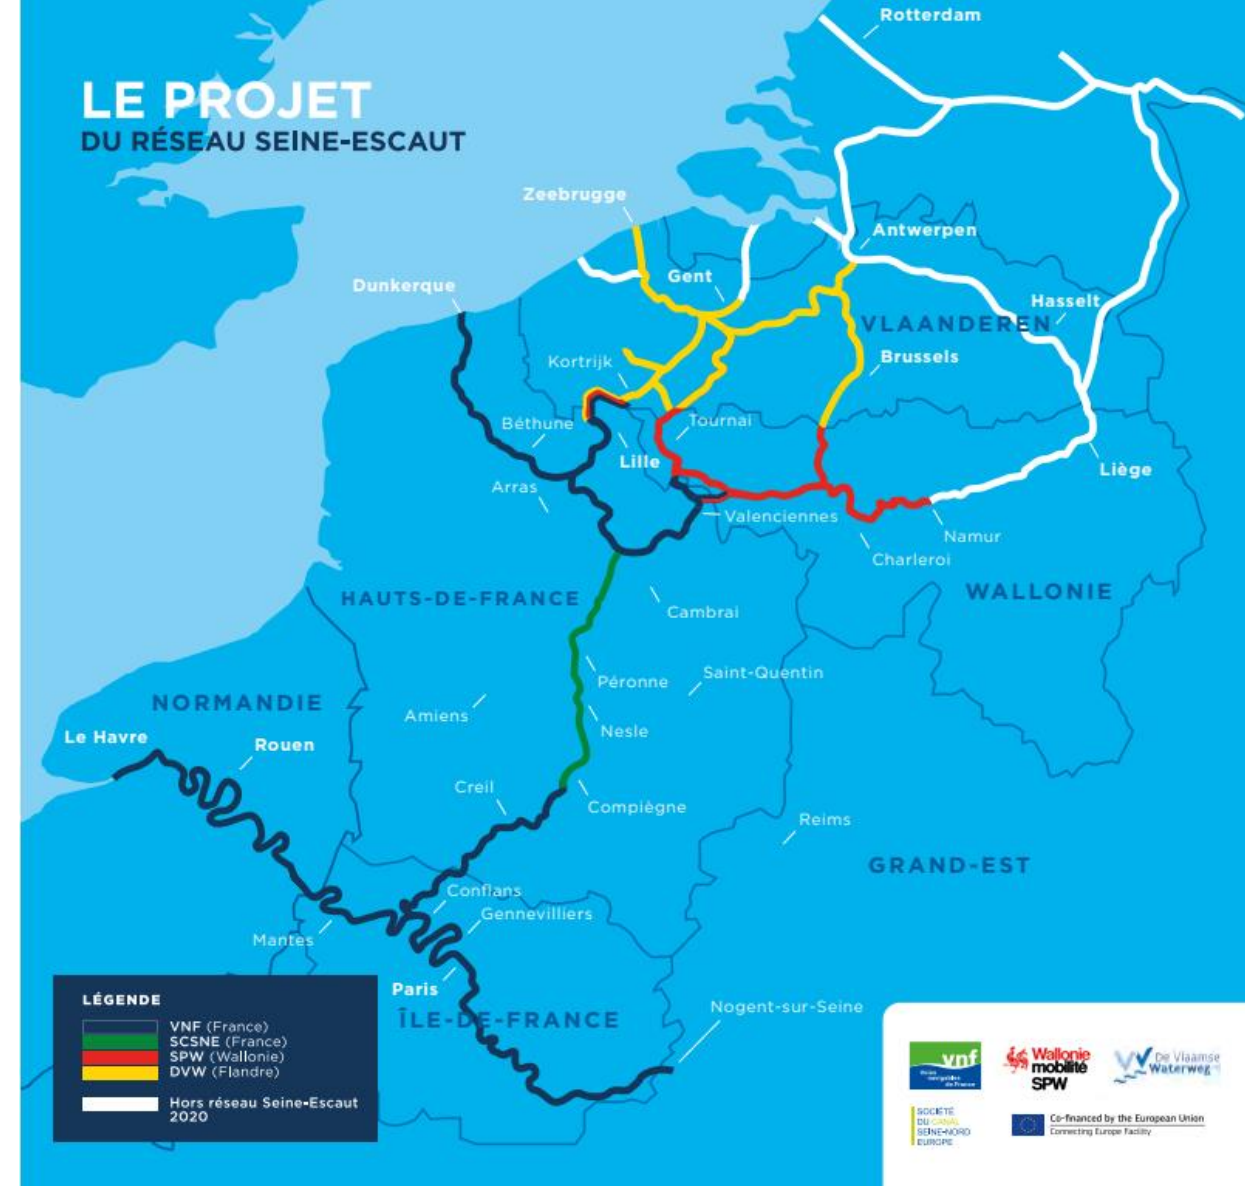 Rotterdam
LE PROJET
DU RÉSEAU SEINE-ESCAUT
Zeebrugge
Antwerpen
Gent
Dunkerque
Hasselt
VLAANDEREN
Kortrijk
Brussels
Béthune
Tournai
Lille
Liège
Arras
Valenciennes
Namur
Charleroi
HAUTS-DE-FRANCE
WALLONIE
Cambrai
Saint-Quentin
Péronne
NORMANDIE
Amiens
Nesle
Le Havre
Rouen
Creil
Compiègne
Reims
GRAND-EST
Conflans
Gennevilliers
Mantes
Paris
Nogent-sur-Seine
ÎLE-DE-FRANCE
LÉGENDE
VNF (France)
SCSNE (France)
SPW (Wallonie)
DVW (Flandre)
Hors réseau Seine-Escaut
2020
vnf
Voies
navigables
de France
Wallonie
mobilité
SPW
De Vlaamse
Waterweg
SOCIÉTÉ
DU CANAL
SEINE-NORD
EUROPE
Co-financed by the European Union
Connecting Europe Facility